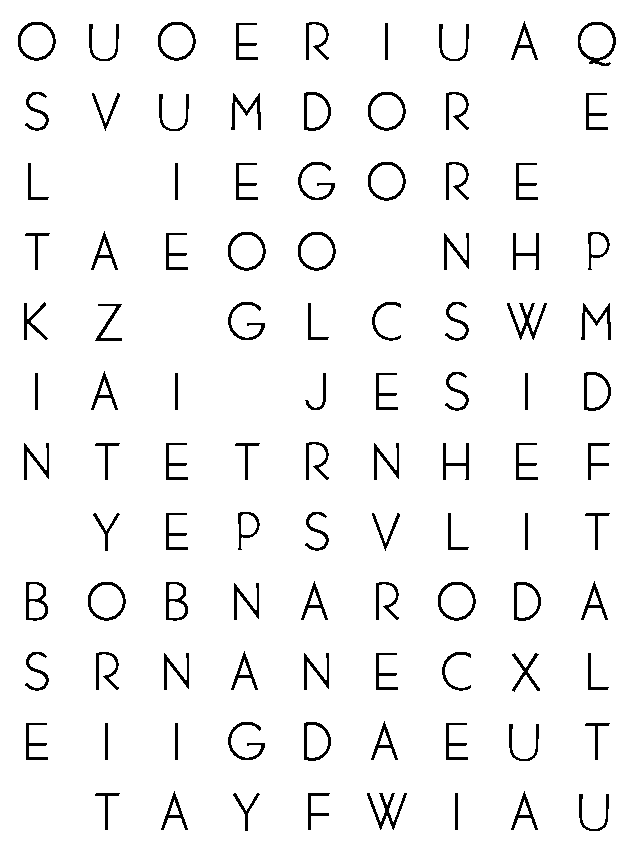 O U O E R I U A Q
S V U M D O R E
L I E G O R E
T A E O O N H P
K Z G L C S W M
I A I J E S I D
N T E T R N H E F
Y E P S V L I T
B O B N A R O D A
S R N A N E C X L
E I I G D A E U T
T A Y F W I A U